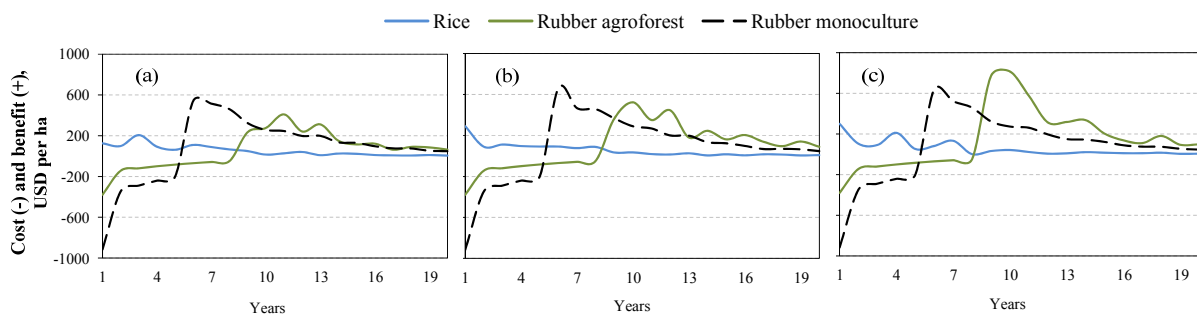 Rice Rubber agroforest Rubber monoculture
Cost (-) and benefit (+),
USD per ha
1000
600
200
-200
-600
-1000
(a)
1 4 7 10 13 16 19
Years
(b)
1 4 7 10 13 16 19
Years
(c)
1 4 7 10 13 16 19
Years